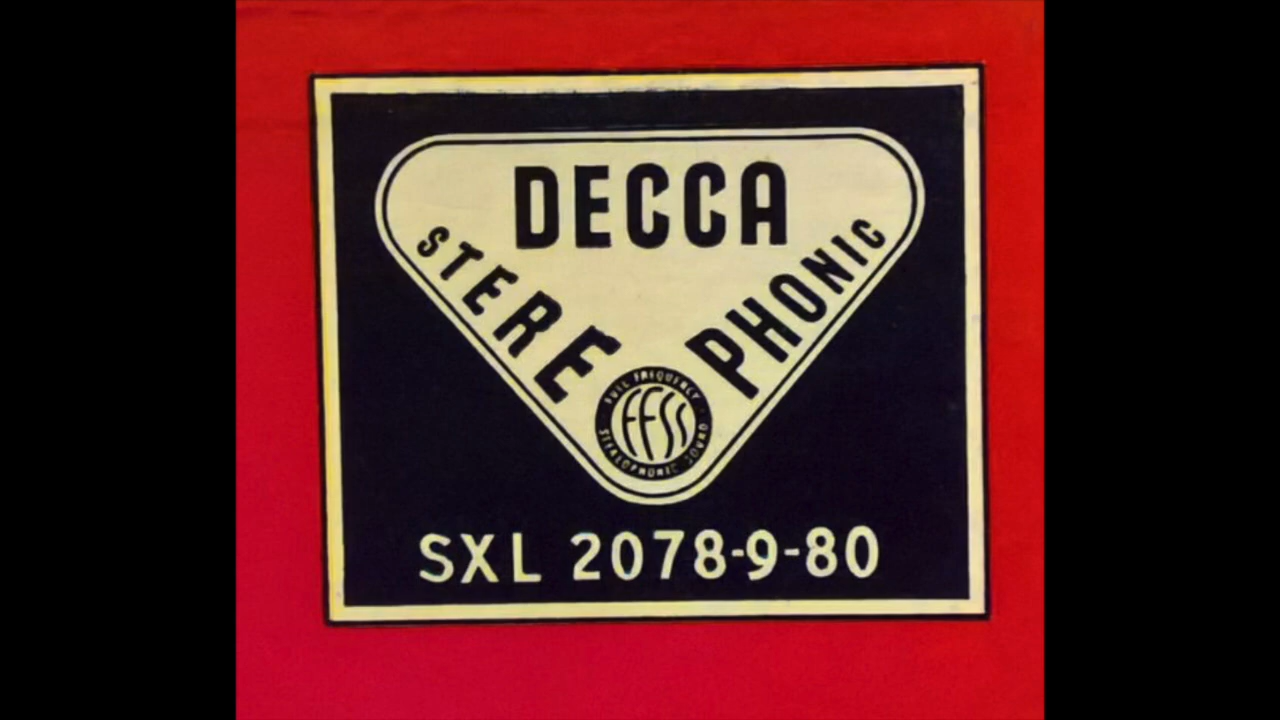 DECCA
STERE PHONIC
FULL FREQUENCY
FFSS
STEREOPHONIC SOUND
SXL 2078-9-80